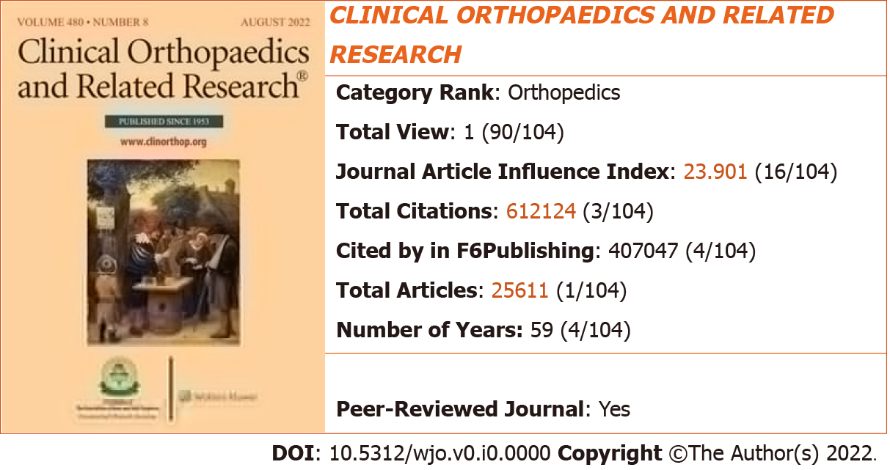 VOLUME 480 • NUMBER 8 AUGUST 2022
Clinical Orthopaedics
and Related Research®
PUBLISHED SINCE 1953
www.clinorthop.org
Wolters Kluwer
CLINICAL ORTHOPAEDICS AND RELATED
RESEARCH
Category Rank: Orthopedics
Total View: 1 (90/104)
Journal Article Influence Index: 23.901 (16/104)
Total Citations: 612124 (3/104)
Cited by in F6Publishing: 407047 (4/104)
Total Articles: 25611 (1/104)
Number of Years: 59 (4/104)
Peer-Reviewed Journal: Yes
DOI: 10.5312/wjo.v0.i0.0000 Copyright ©The Author(s) 2022.